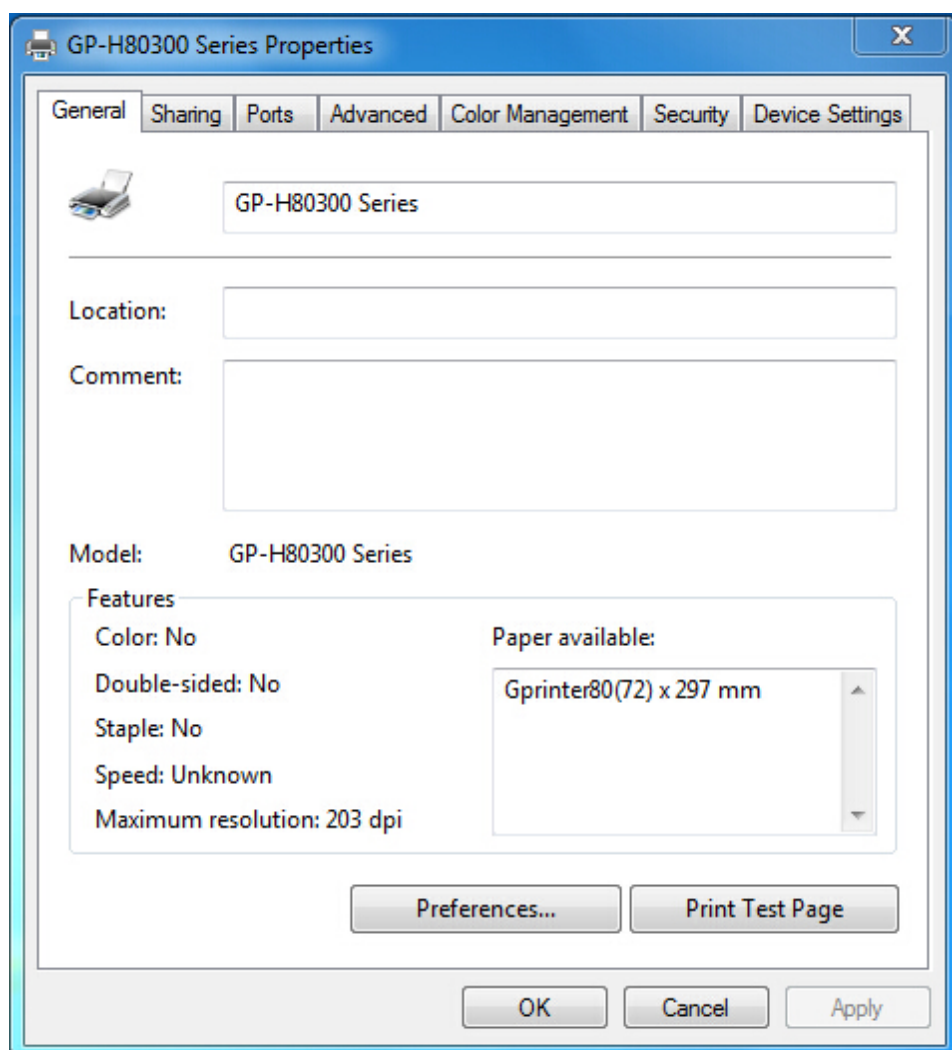 GP-H80300 Series Properties
General Sharing Ports Advanced Color Management Security Device Settings
GP-H80300 Series
Location:
Comment:
Model: GP-H80300 Series
Features
Color: No
Double-sided: No
Staple: No
Speed: Unknown
Maximum resolution: 203 dpi
Paper available:
Gprinter80(72) x 297 mm
Preferences... Print Test Page
OK Cancel Apply